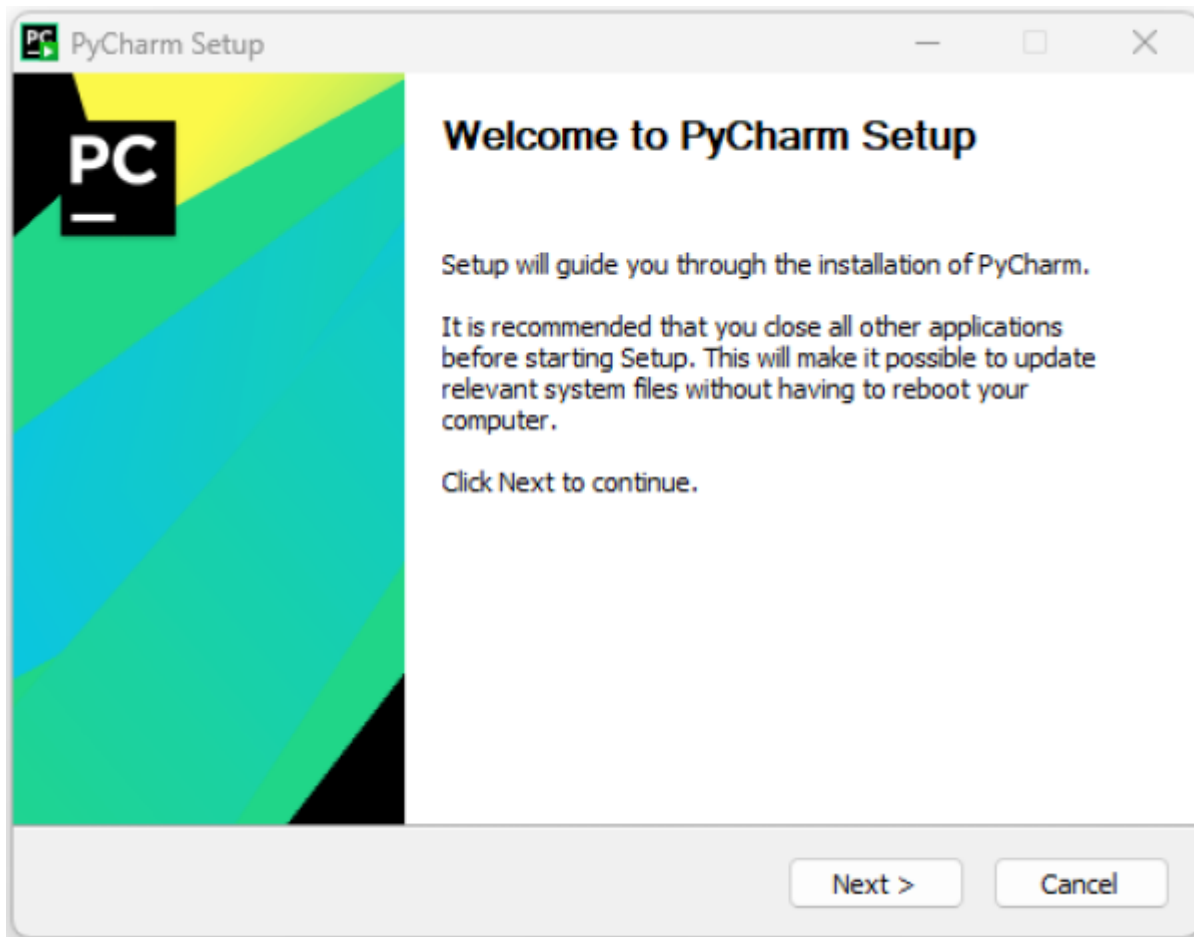 PyCharm Setup
PC
Welcome to PyCharm Setup
Setup will guide you through the installation of PyCharm.
It is recommended that you close all other applications
before starting Setup. This will make it possible to update
relevant system files without having to reboot your
computer.
Click Next to continue.
Next >
Cancel